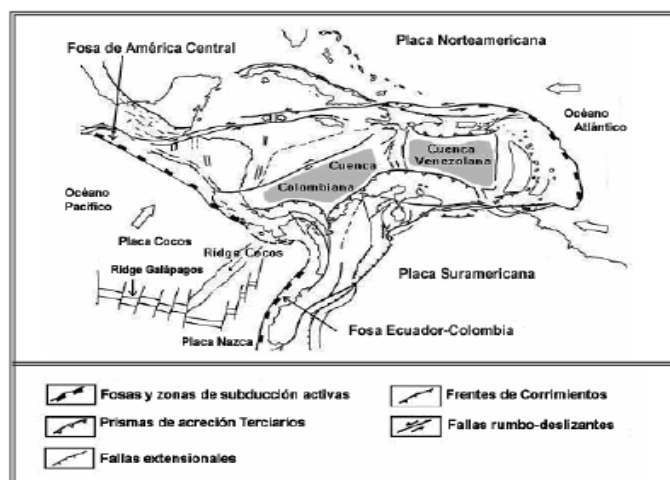 Placa Norteamericana
Fosa de América Central
Océano
Atlántico
Cuenca
Venezolana
Cuenca
Colombiana
Océano
Pacífico
Placa Cocos
Ridge Cocos
Ridge Galápagos
Placa Suramericana
Placa Nazca
Fosa Ecuador-Colombia
Fosas y zonas de subducción activas
Frentes de Corrimientos
Prismas de acreción Terciarios
Fallas rumbo-deslizantes
Fallas extensionales